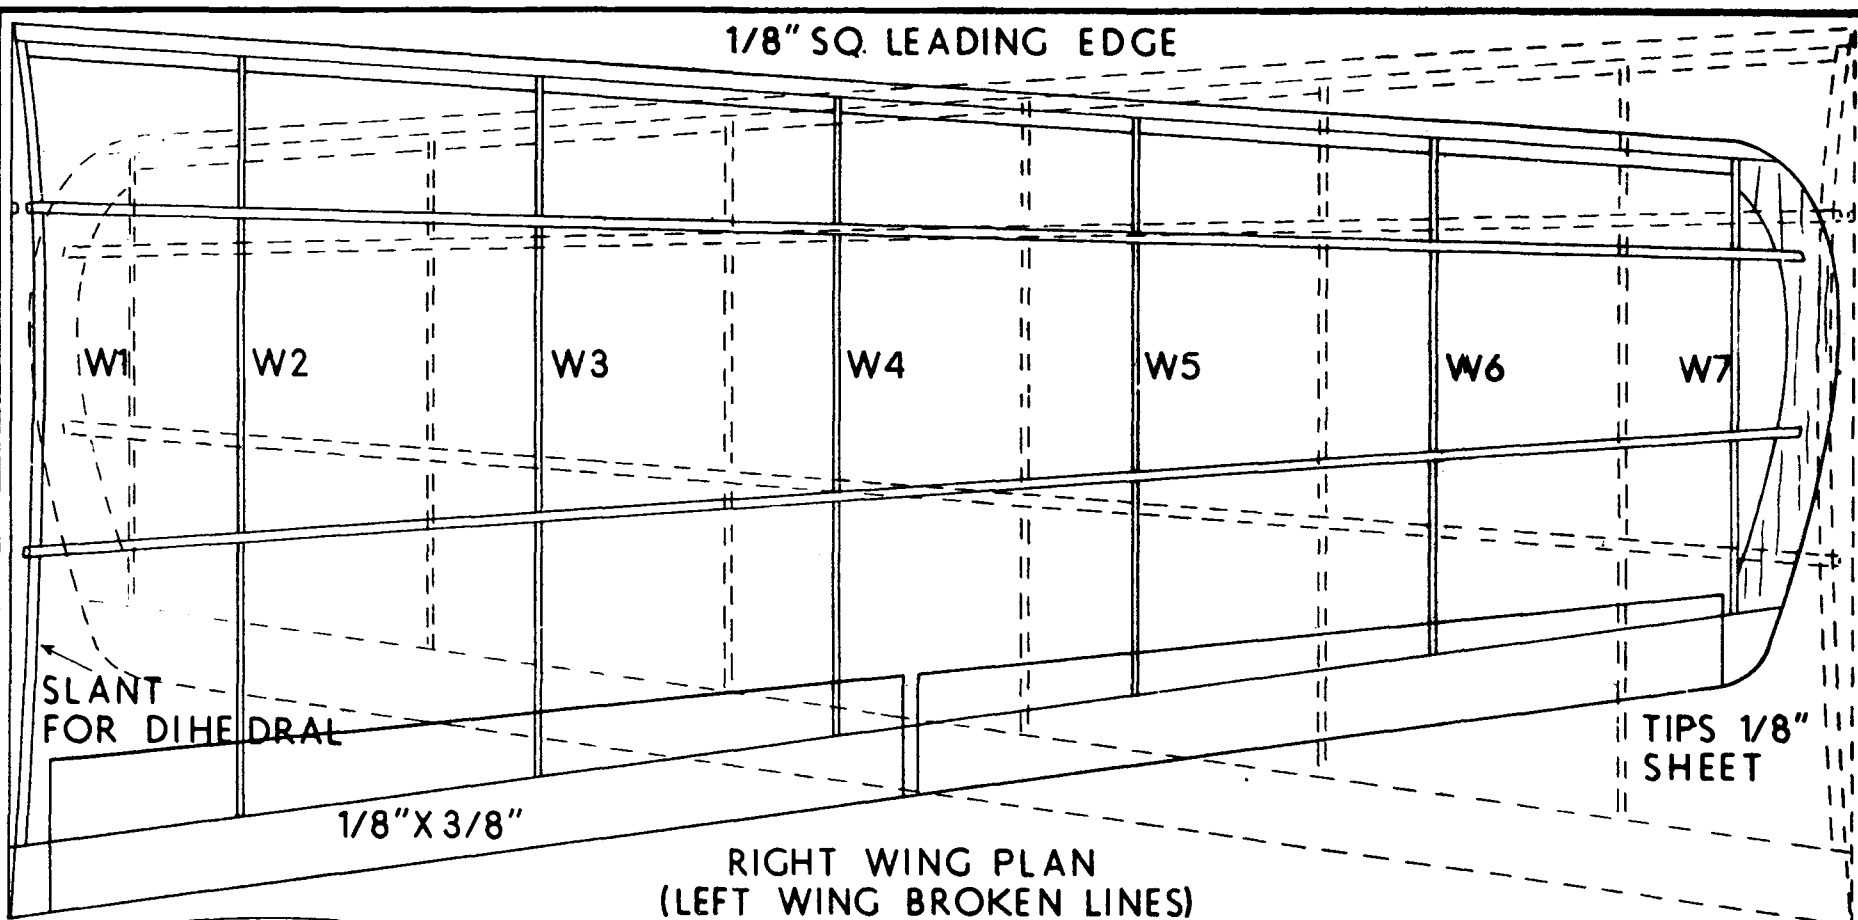 1/8" SQ. LEADING EDGE
W1 W2 W3 W4 W5 W6 W7
SLANT
FOR DIHEDRAL
TIPS 1/8"
SHEET
1/8" X 3/8"
RIGHT WING PLAN
(LEFT WING BROKEN LINES)